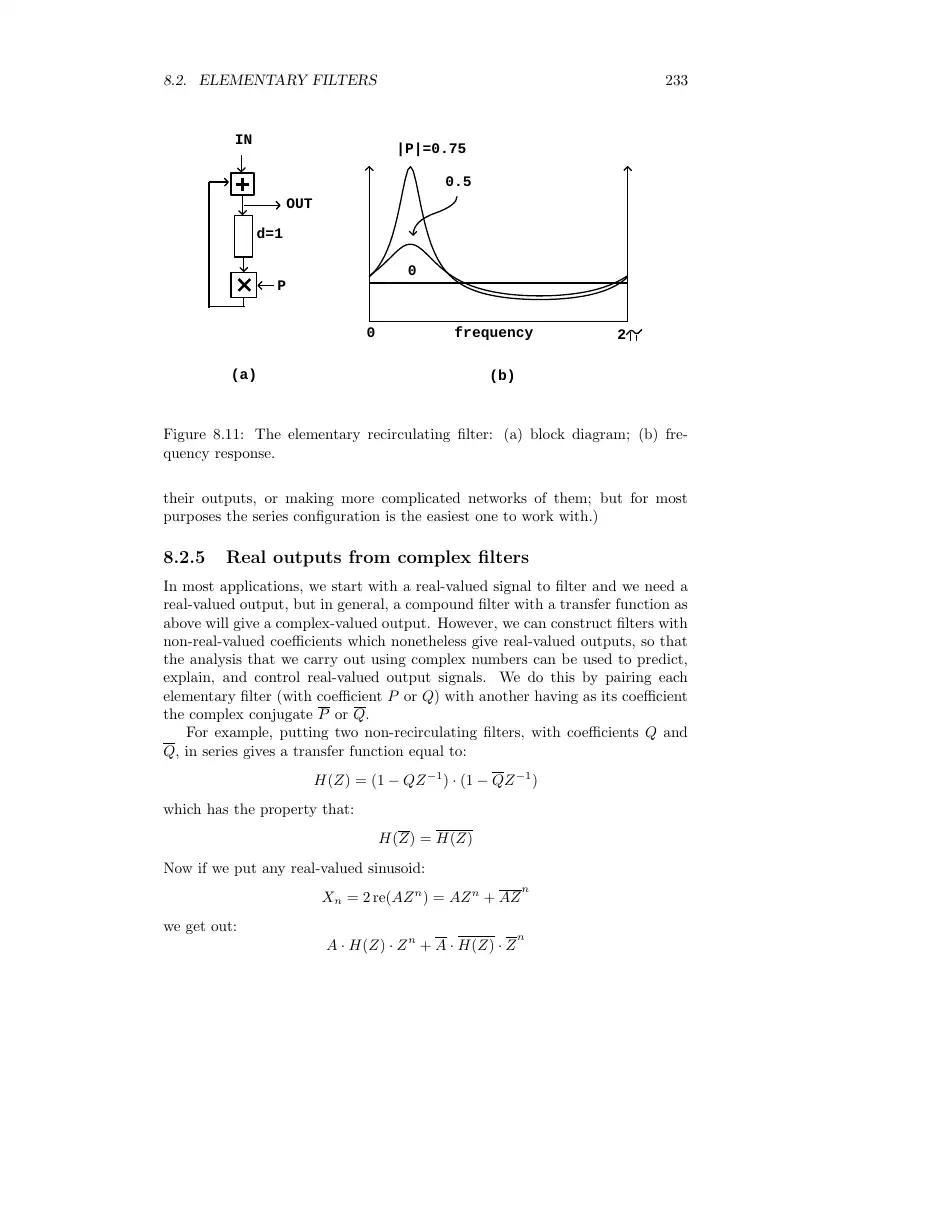 8.2. ELEMENTARY FILTERS 233
IN
OUT
d=1
P
(a)
|P|=0.75
0.5
0
0 frequency 2π
(b)
Figure 8.11: The elementary recirculating filter: (a) block diagram; (b) fre-
quency response.
their outputs, or making more complicated networks of them; but for most
purposes the series configuration is the easiest one to work with.)
8.2.5 Real outputs from complex filters
In most applications, we start with a real-valued signal to filter and we need a
real-valued output, but in general, a compound filter with a transfer function as
above will give a complex-valued output. However, we can construct filters with
non-real-valued coefficients which nonetheless give real-valued outputs, so that
the analysis that we carry out using complex numbers can be used to predict,
explain, and control real-valued output signals. We do this by pairing each
elementary filter (with coefficient P or Q) with another having as its coefficient
the complex conjugate P̅ or Q̅.
For example, putting two non-recirculating filters, with coefficients Q and
Q̅, in series gives a transfer function equal to:
H(Z) = (1 − QZ⁻¹) · (1 − Q̅Z⁻¹)
which has the property that:
H(Z̅) = H̅(̅Z̅)̅
Now if we put any real-valued sinusoid:
Xₙ = 2 re(AZⁿ) = AZⁿ + A̅Z̅ⁿ
we get out:
A · H(Z) · Zⁿ + A̅ · H̅(̅Z̅)̅ · Z̅ⁿ